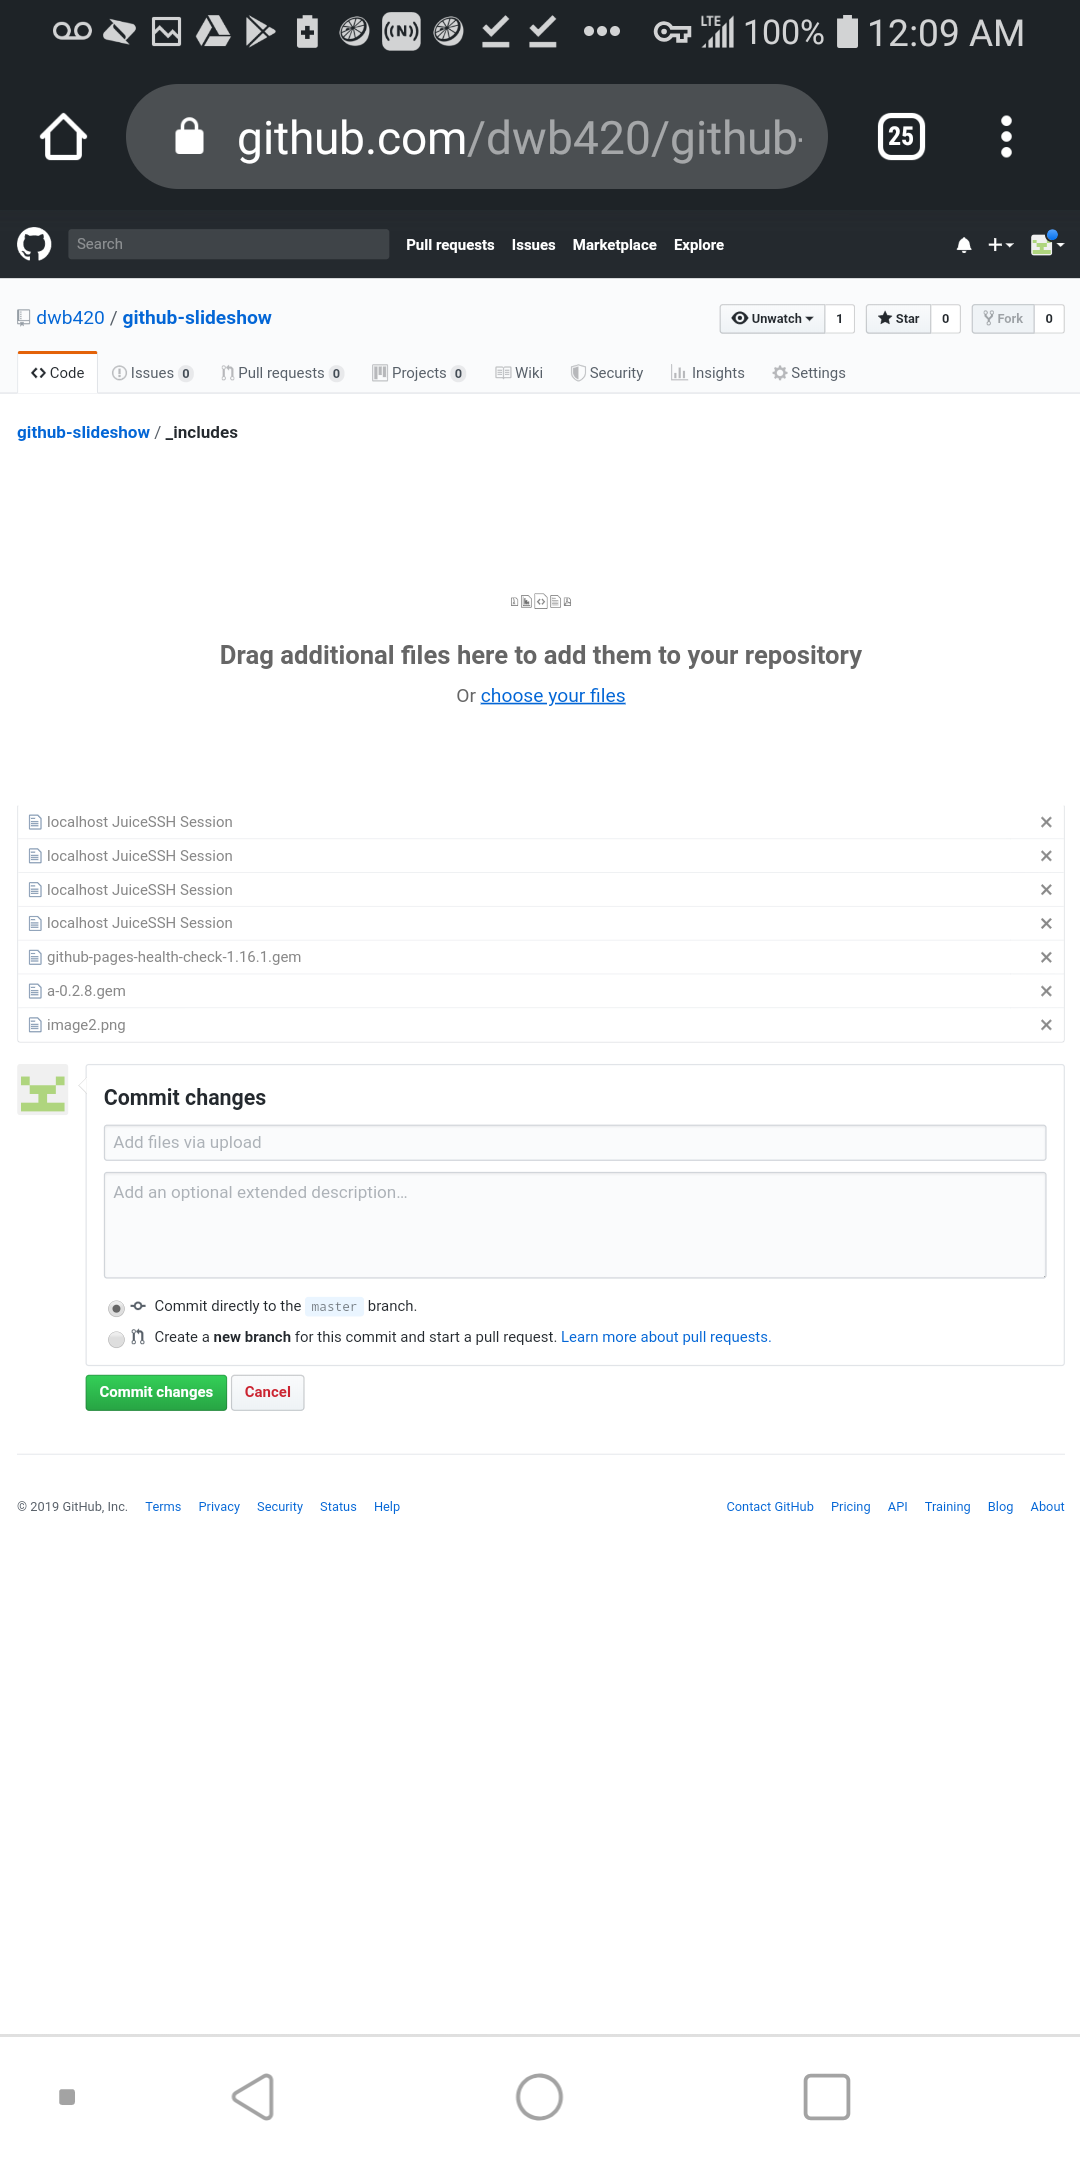 LTE 100% 12:09 AM
github.com/dwb420/github-
25
Search Pull requests Issues Marketplace Explore
dwb420 / github-slideshow Unwatch 1 Star 0 Fork 0
Code Issues 0 Pull requests 0 Projects 0 Wiki Security Insights Settings
github-slideshow / _includes
Drag additional files here to add them to your repository
Or choose your files
localhost JuiceSSH Session
localhost JuiceSSH Session
localhost JuiceSSH Session
localhost JuiceSSH Session
github-pages-health-check-1.16.1.gem
a-0.2.8.gem
image2.png
Commit changes
Add files via upload
Add an optional extended description...
Commit directly to the master branch.
Create a new branch for this commit and start a pull request. Learn more about pull requests.
Commit changes Cancel
© 2019 GitHub, Inc. Terms Privacy Security Status Help Contact GitHub Pricing API Training Blog About